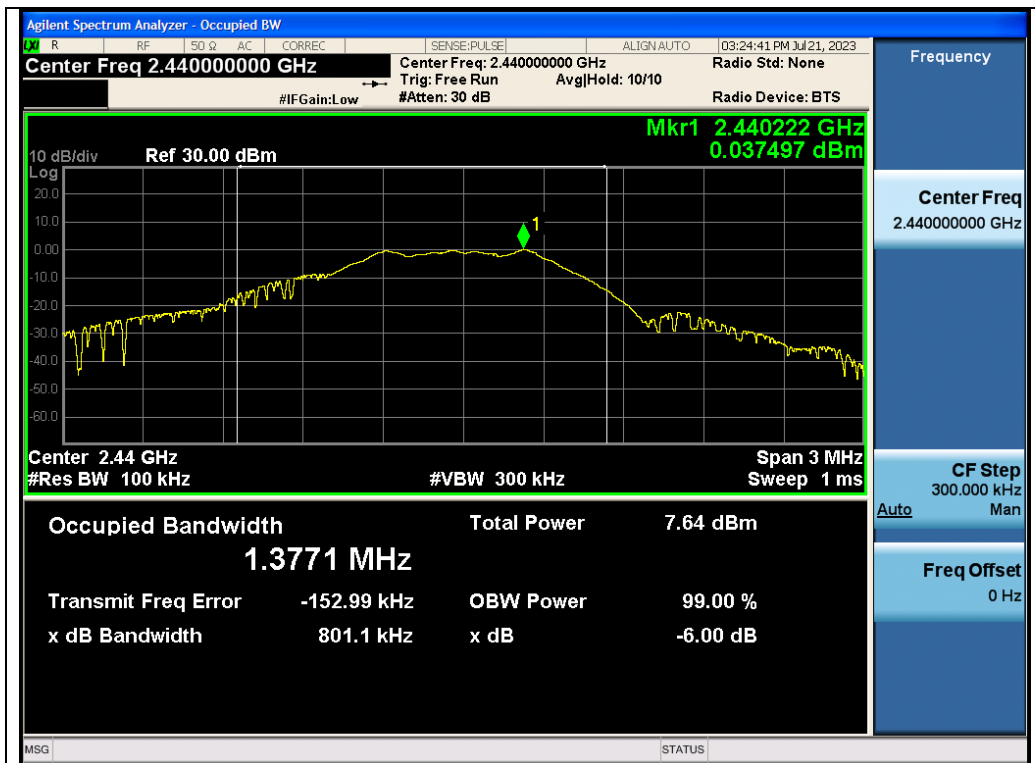 Agilent Spectrum Analyzer - Occupied BW
LXI R RF 50 Ω AC CORREC SENSE:PULSE ALIGN AUTO 03:24:41 PM Jul 21, 2023
Center Freq 2.440000000 GHz
Center Freq: 2.440000000 GHz Radio Std: None
Trig: Free Run Avg|Hold: 10/10
#IFGain:Low #Atten: 30 dB Radio Device: BTS
Mkr1 2.440222 GHz
0.037497 dBm
10 dB/div Ref 30.00 dBm
Log
20.0
10.0
0.00
-10.0
-20.0
-30.0
-40.0
-50.0
-60.0
1
Center 2.44 GHz Span 3 MHz
#Res BW 100 kHz #VBW 300 kHz Sweep 1 ms
Occupied Bandwidth Total Power 7.64 dBm
1.3771 MHz
Transmit Freq Error -152.99 kHz OBW Power 99.00 %
x dB Bandwidth 801.1 kHz x dB -6.00 dB
Frequency
Center Freq
2.440000000 GHz
CF Step
300.000 kHz
Auto Man
Freq Offset
0 Hz
MSG STATUS